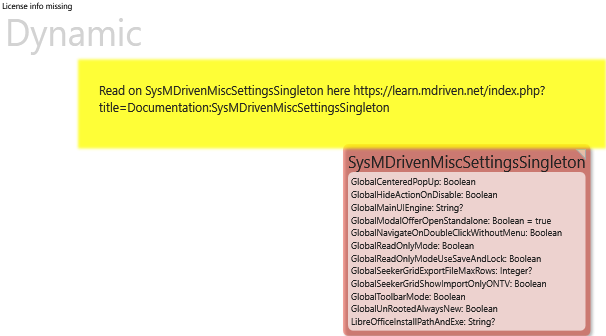 License info missing
Dynamic
Read on SysMDrivenMiscSettingsSingleton here https://learn.mdriven.net/index.php?
title=Documentation:SysMDrivenMiscSettingsSingleton
SysMDrivenMiscSettingsSingleton
GlobalCenteredPopUp: Boolean
GlobalHideActionOnDisable: Boolean
GlobalMainUIEngine: String?
GlobalModalOfferOpenStandalone: Boolean = true
GlobalNavigateOnDoubleClickWithoutMenu: Boolean
GlobalReadOnlyMode: Boolean
GlobalReadOnlyModeUseSaveAndLock: Boolean
GlobalSeekerGridExportFileMaxRows: Integer?
GlobalSeekerGridShowImportOnlyONTV: Boolean
GlobalToolbarMode: Boolean
GlobalUnRootedAlwaysNew: Boolean
LibreOfficeInstallPathAndExe: String?